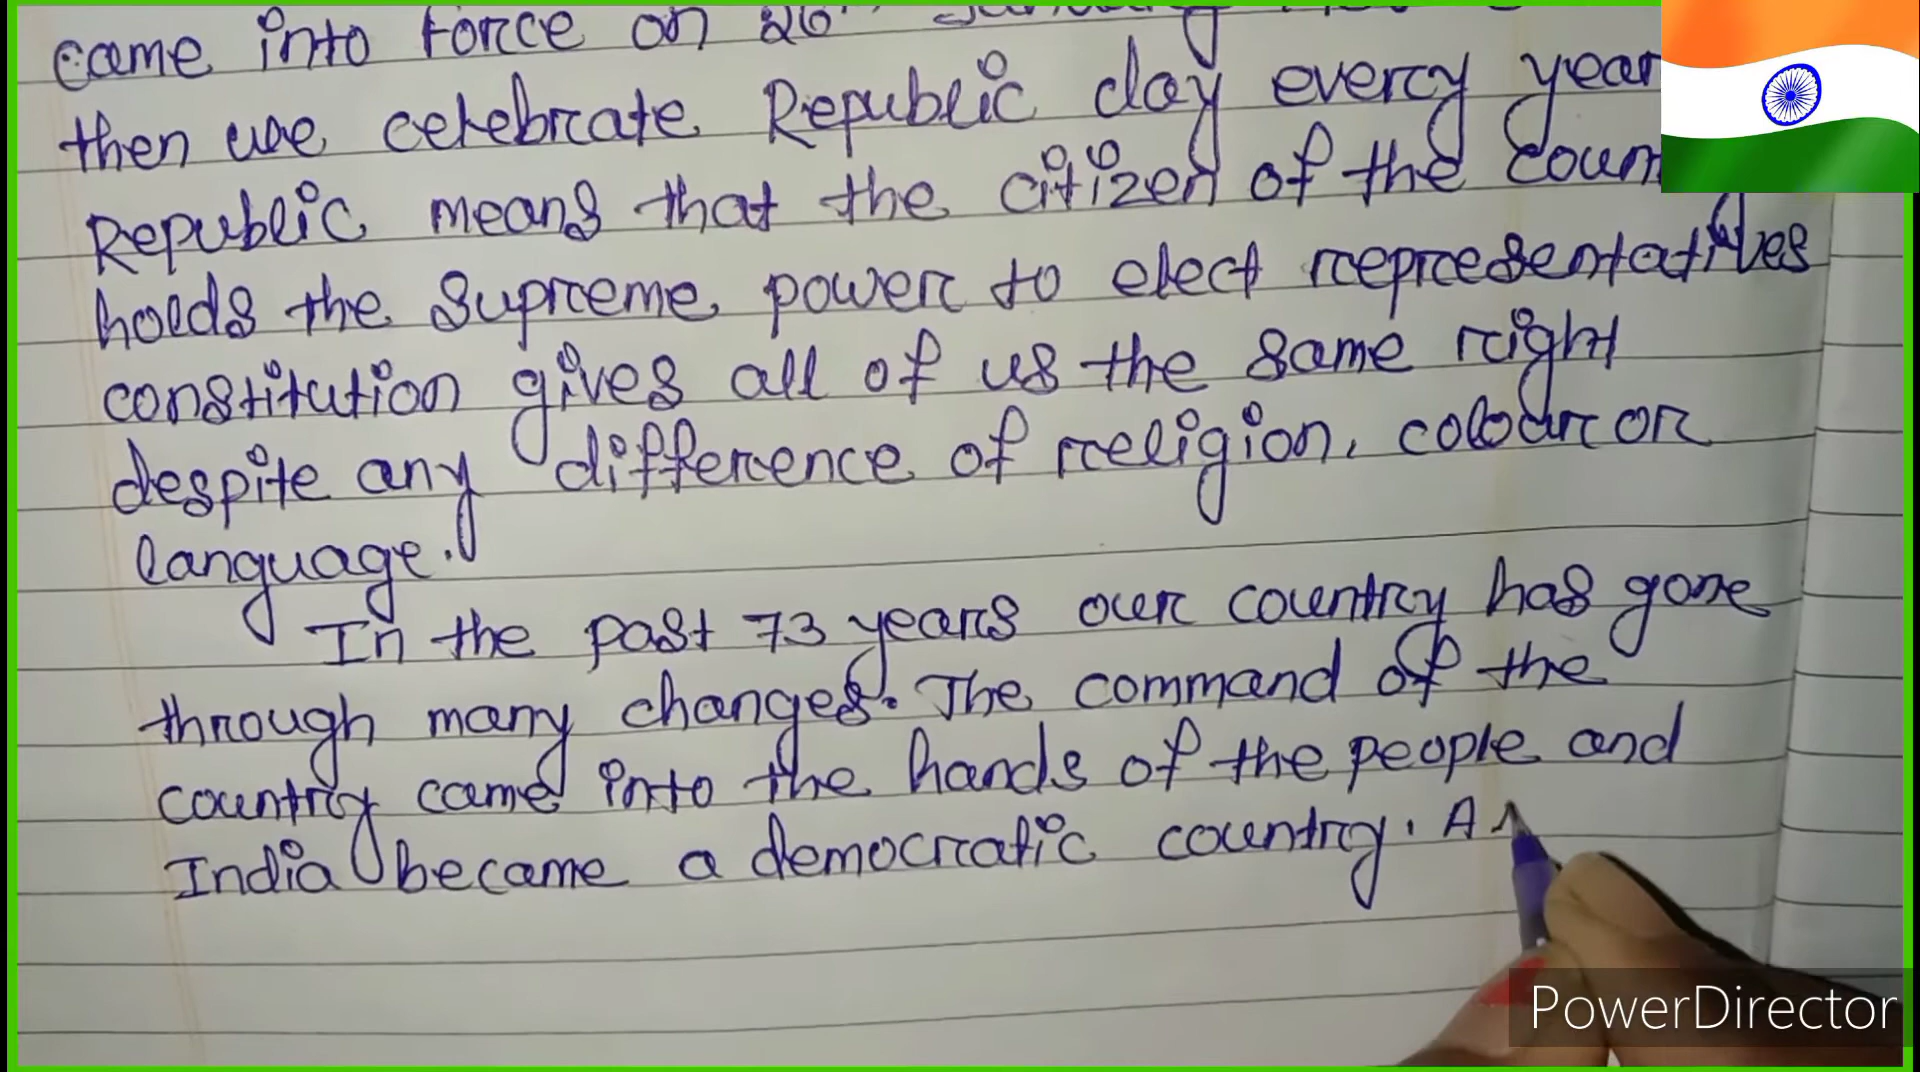 came into force on 26th January
then we celebrate Republic day every year
Republic means that the citizen of the coun
holds the supreme power to elect representatives
constitution gives all of us the same right
despite any difference of religion, colour or
language.
In the past 73 years our country has gone
through many changes. The command of the
country came into the hands of the people and
India became a democratic country. A
PowerDirector